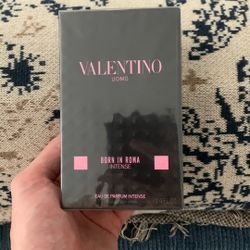 VALENTINO
UOMO
BORN IN ROMA
INTENSE
EAU DE PARFUM INTENSE